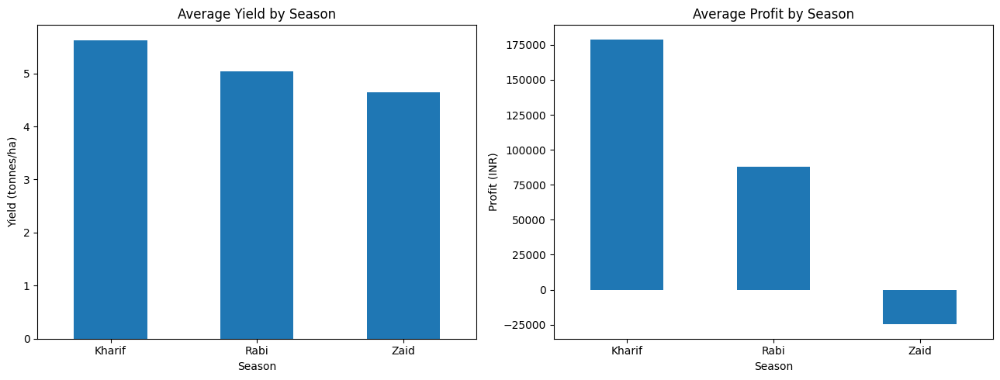 Average Yield by Season
Yield (tonnes/ha)
5
4
3
2
1
0
Kharif Rabi Zaid
Season
Average Profit by Season
Profit (INR)
175000
150000
125000
100000
75000
50000
25000
0
−25000
Kharif Rabi Zaid
Season